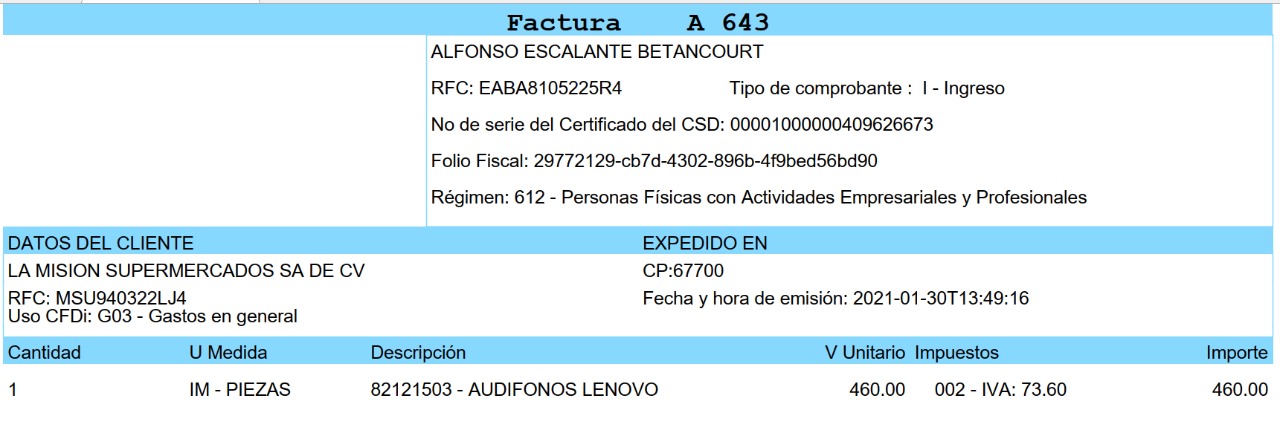 Factura A 643
ALFONSO ESCALANTE BETANCOURT
RFC: EABA8105225R4 Tipo de comprobante : I - Ingreso
No de serie del Certificado del CSD: 00001000000409626673
Folio Fiscal: 29772129-cb7d-4302-896b-4f9bed56bd90
Régimen: 612 - Personas Físicas con Actividades Empresariales y Profesionales
DATOS DEL CLIENTE EXPEDIDO EN
LA MISION SUPERMERCADOS SA DE CV CP:67700
RFC: MSU940322LJ4 Fecha y hora de emisión: 2021-01-30T13:49:16
Uso CFDi: G03 - Gastos en general
Cantidad U Medida Descripción V Unitario Impuestos Importe
1 IM - PIEZAS 82121503 - AUDIFONOS LENOVO 460.00 002 - IVA: 73.60 460.00